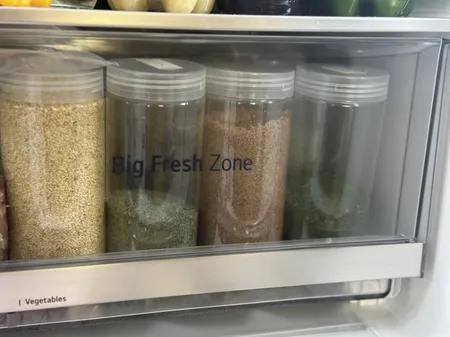 Big Fresh Zone
| Vegetables